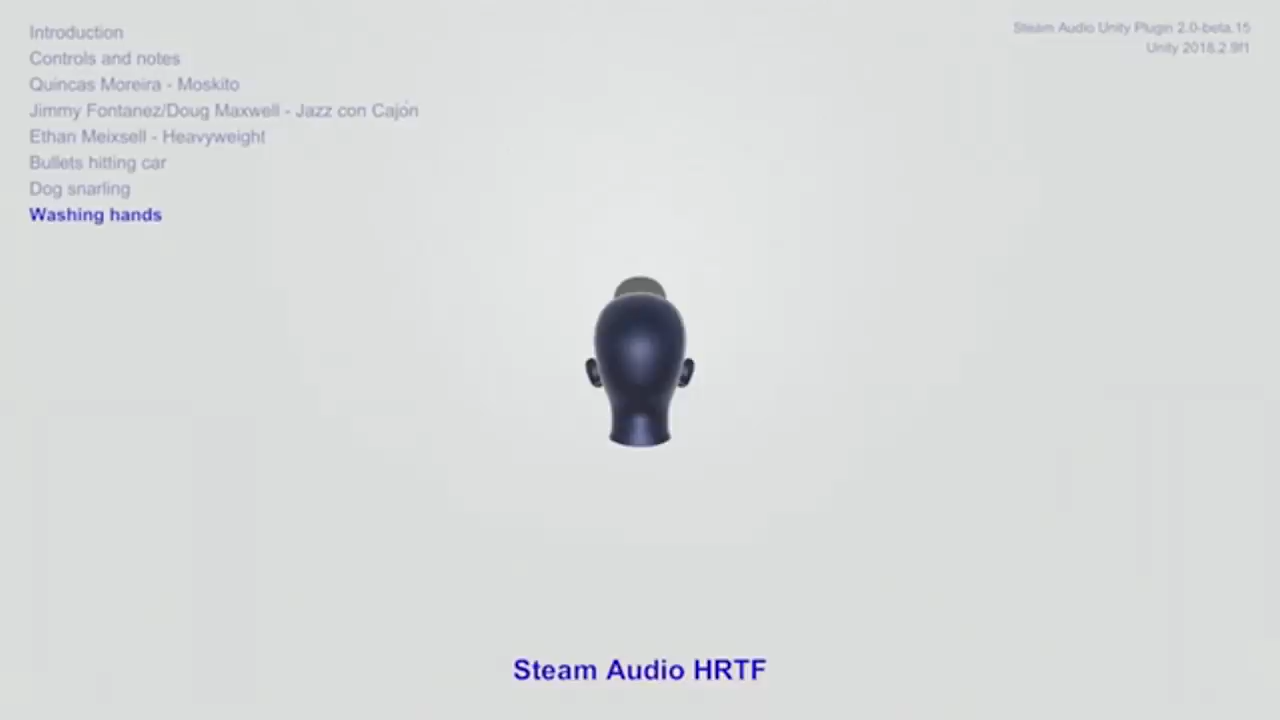 Introduction
Controls and notes
Quincas Moreira - Moskito
Jimmy Fontanez/Doug Maxwell - Jazz con Cajón
Ethan Meixsell - Heavyweight
Bullets hitting car
Dog snarling
Washing hands
Steam Audio Unity Plugin 2.0-beta.15
Unity 2018.2.9f1
Steam Audio HRTF